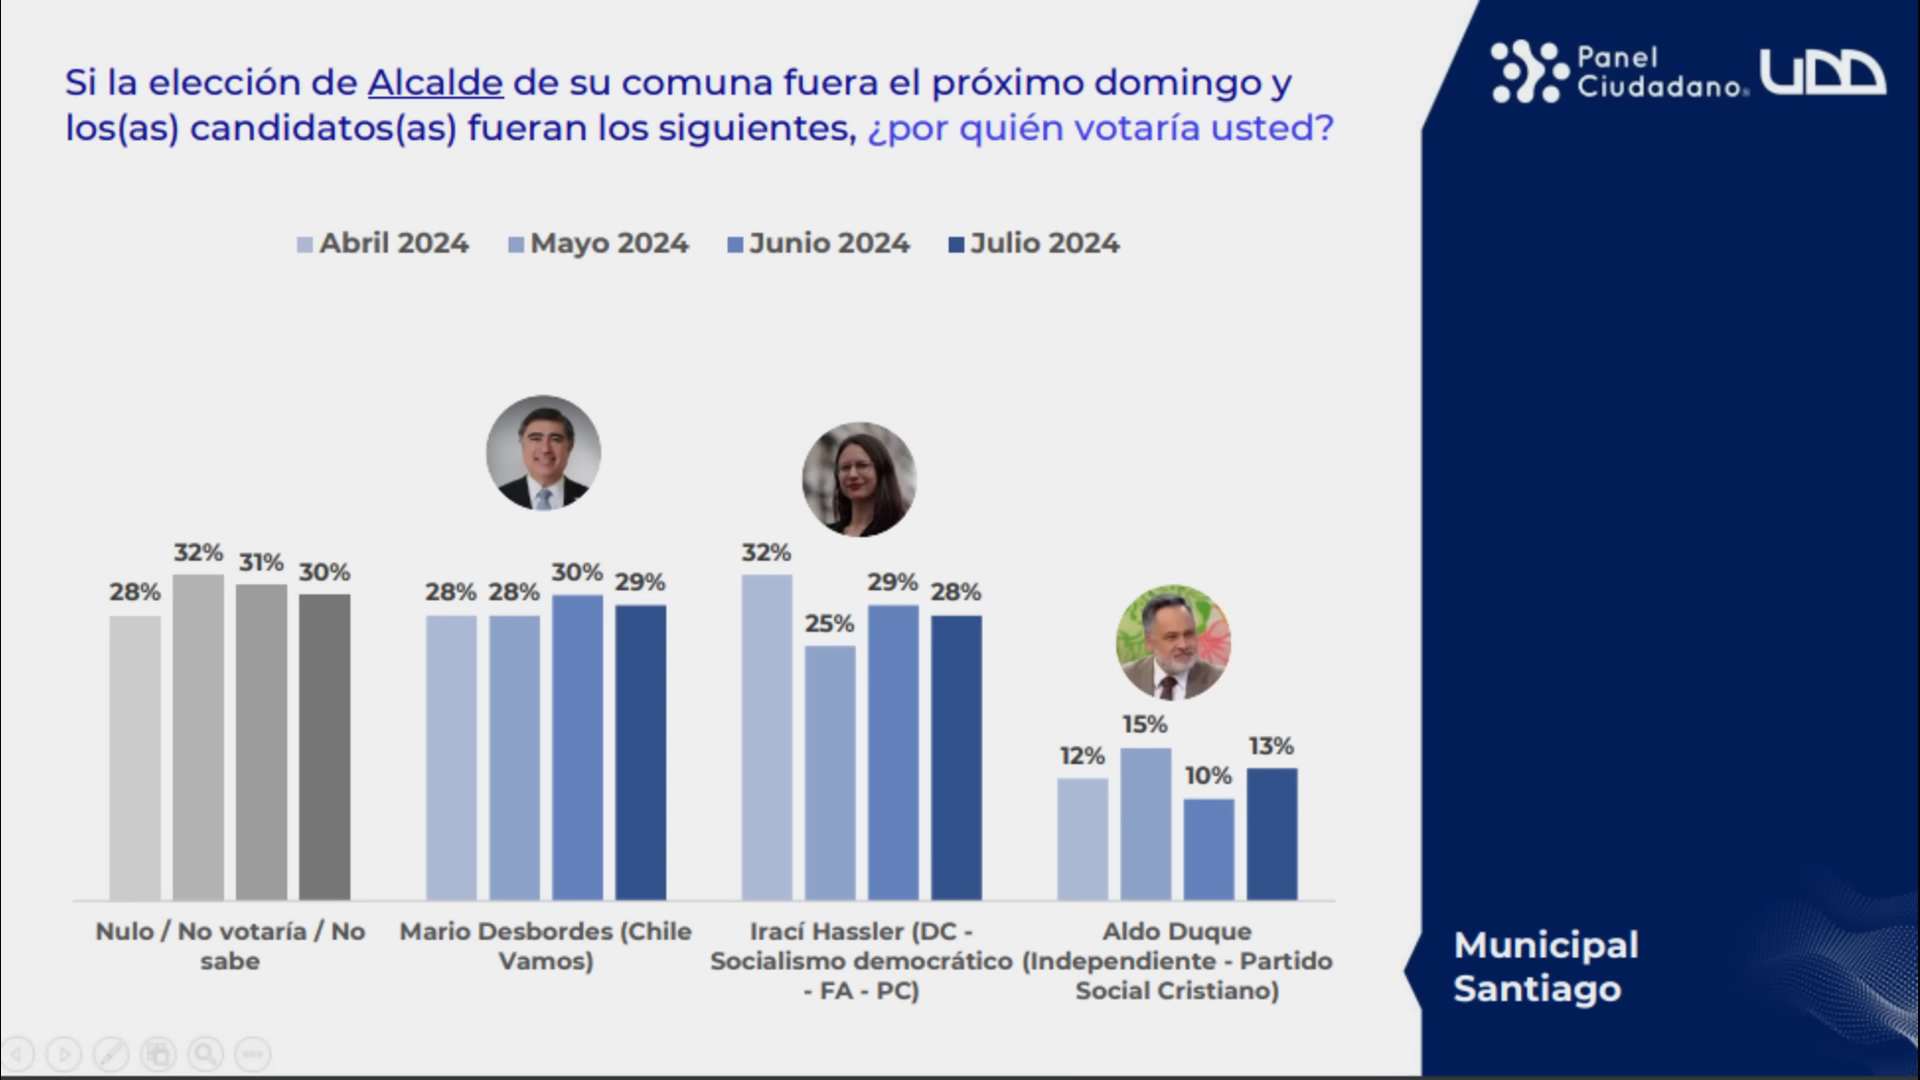 Si la elección de Alcalde de su comuna fuera el próximo domingo y
los(as) candidatos(as) fueran los siguientes, ¿por quién votaría usted?
Panel
Ciudadano®
UDD
Abril 2024 Mayo 2024 Junio 2024 Julio 2024
28% 32% 31% 30%
28% 28% 30% 29%
32% 25% 29% 28%
12% 15% 10% 13%
Nulo / No votaría / No
sabe
Mario Desbordes (Chile
Vamos)
Irací Hassler (DC -
Socialismo democrático
- FA - PC)
Aldo Duque
(Independiente - Partido
Social Cristiano)
Municipal
Santiago